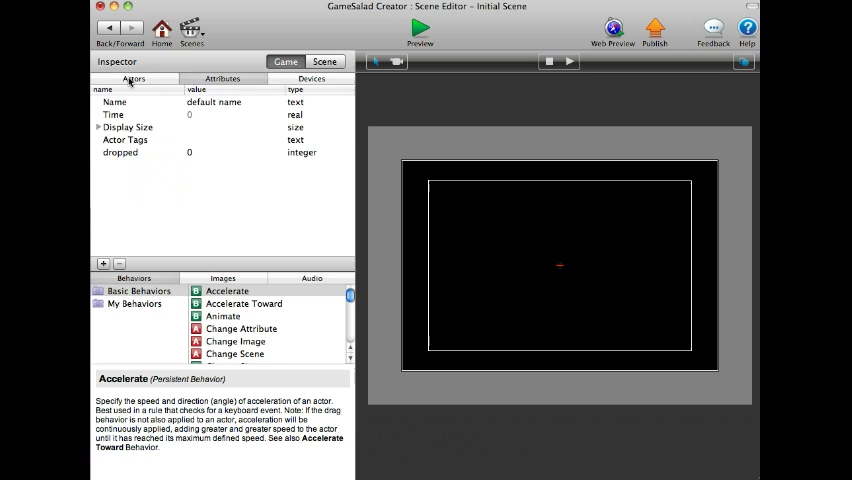 GameSalad Creator : Scene Editor - Initial Scene
Back/Forward Home Scenes Preview Web Preview Publish Feedback Help
Inspector Game Scene
Actors Attributes Devices
name value type
Name default name text
Time 0 real
Display Size size
Actor Tags text
dropped 0 integer
+ −
Behaviors Images Audio
Basic Behaviors
My Behaviors
B Accelerate
B Accelerate Toward
B Animate
A Change Attribute
A Change Image
A Change Scene
Accelerate (Persistent Behavior)
Specify the speed and direction (angle) of acceleration of an actor.
Best used in a rule that checks for a keyboard event. Note: If the drag
behavior is not also applied to an actor, acceleration will be
continuously applied, adding greater and greater speed to the actor
until it has reached its maximum defined speed. See also Accelerate
Toward Behavior.